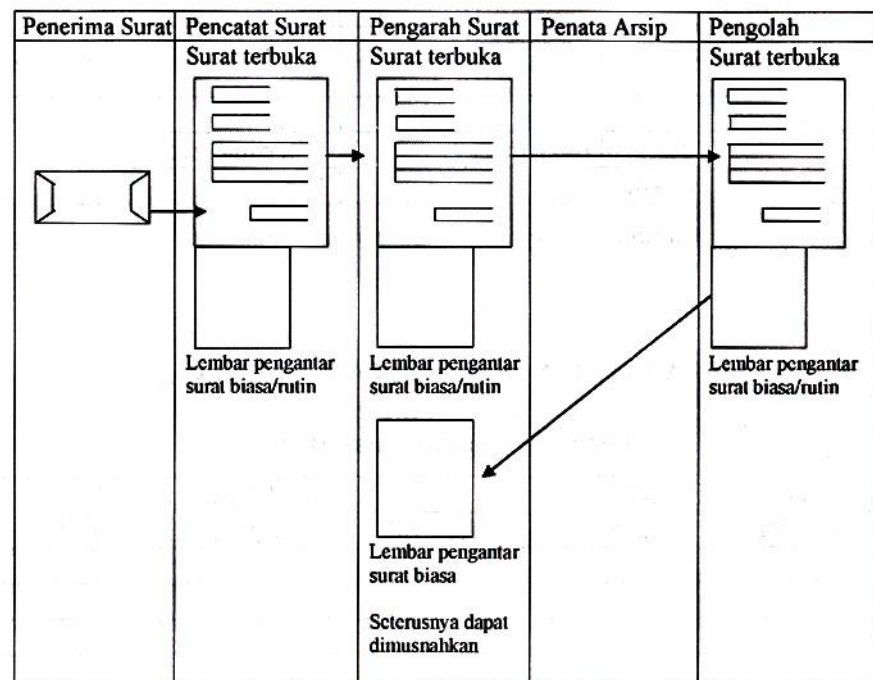 Penerima Surat
Pencatat Surat
Pengarah Surat
Penata Arsip
Pengolah
Surat terbuka
Surat terbuka
Surat terbuka
Lembar pengantar
surat biasa/rutin
Lembar pengantar
surat biasa/rutin
Lembar pengantar
surat biasa/rutin
Lembar pengantar
surat biasa
Seterusnya dapat
dimusnahkan